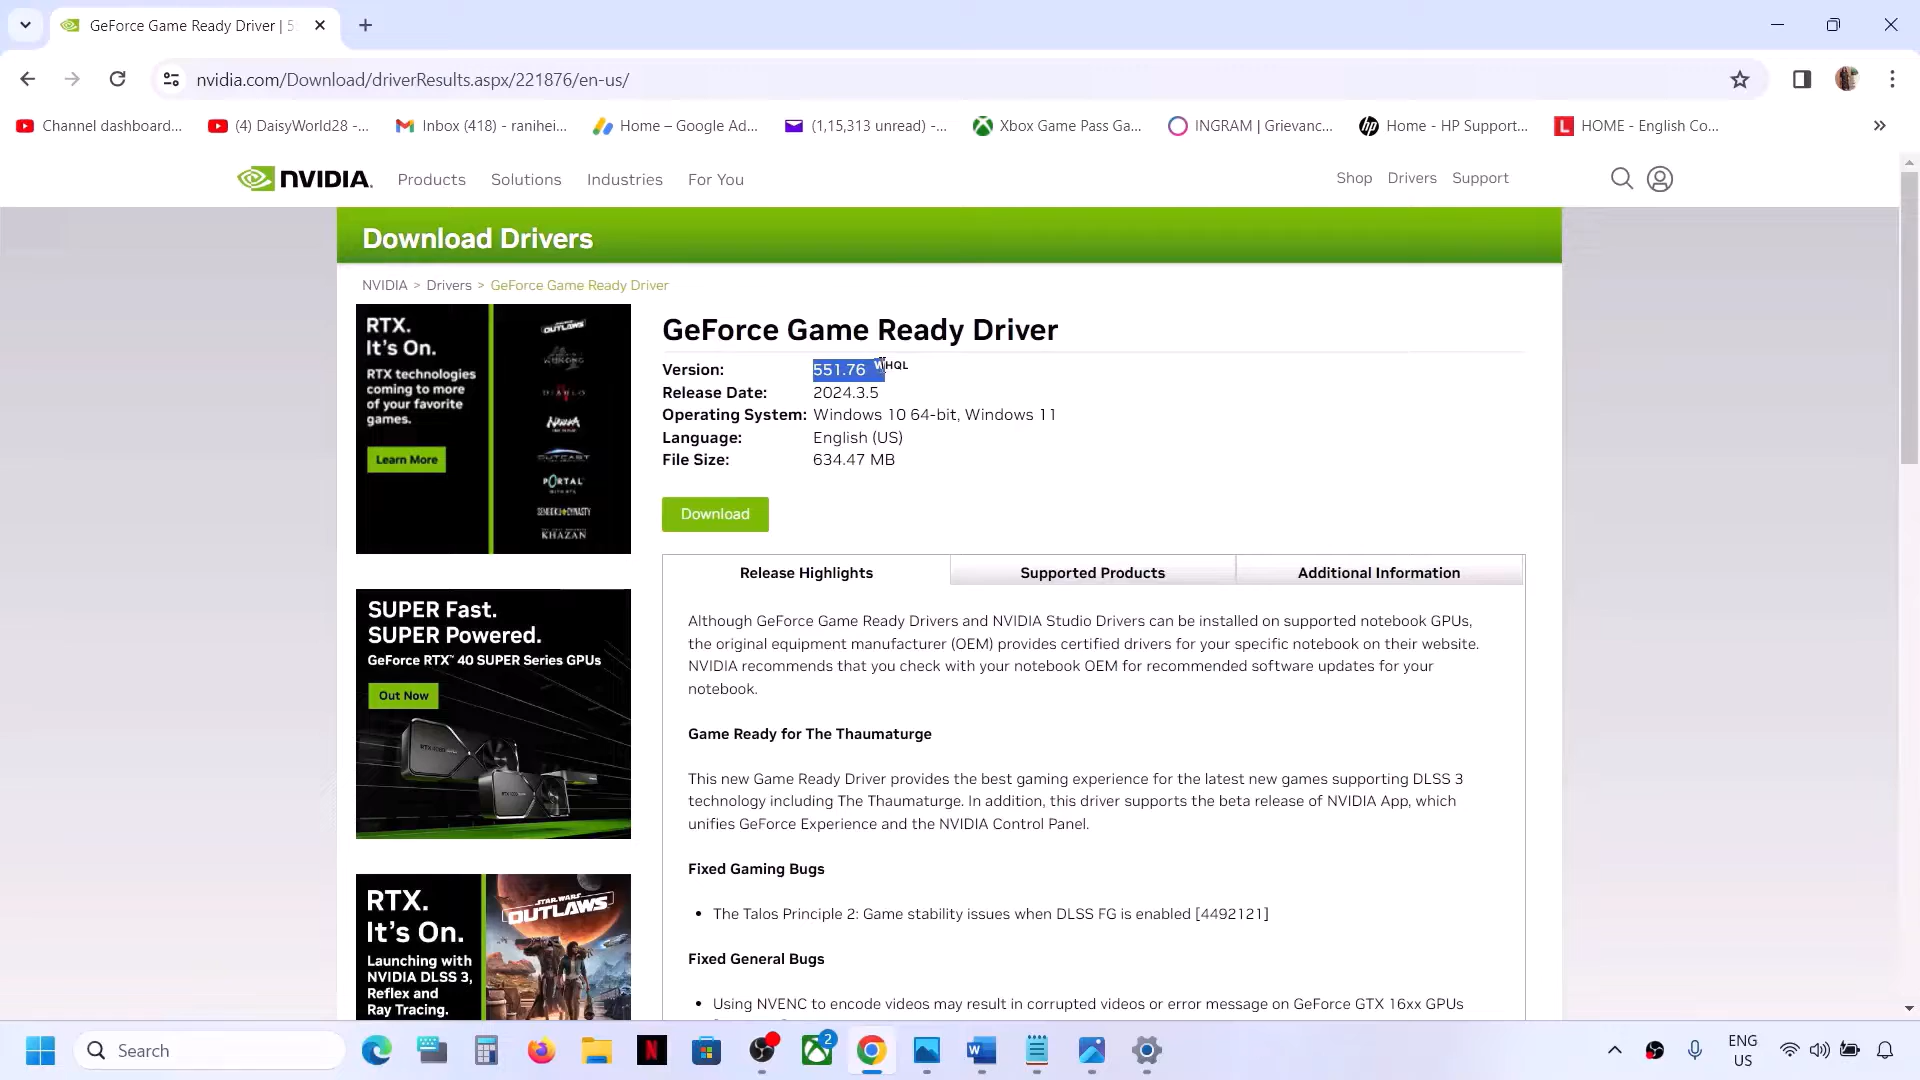 GeForce Game Ready Driver | 5
nvidia.com/Download/driverResults.aspx/221876/en-us/
Channel dashboard...
(4) DaisyWorld28 -...
Inbox (418) - ranihei...
Home – Google Ad...
(1,15,313 unread) -...
Xbox Game Pass Ga...
INGRAM | Grievanc...
Home - HP Support...
HOME - English Co...
NVIDIA.
Products
Solutions
Industries
For You
Shop
Drivers
Support
Download Drivers
NVIDIA > Drivers > GeForce Game Ready Driver
RTX.
It's On.
RTX technologies
coming to more
of your favorite
games.
Learn More
OUTLAWS
WUKONG
DIABLO
NARAKA
OUTCAST
PORTAL
WITH RTX
SENGOKU DYNASTY
KHAZAN
GeForce Game Ready Driver
Version: 551.76 WHQL
Release Date: 2024.3.5
Operating System: Windows 10 64-bit, Windows 11
Language: English (US)
File Size: 634.47 MB
Download
Release Highlights
Supported Products
Additional Information
Although GeForce Game Ready Drivers and NVIDIA Studio Drivers can be installed on supported notebook GPUs,
the original equipment manufacturer (OEM) provides certified drivers for your specific notebook on their website.
NVIDIA recommends that you check with your notebook OEM for recommended software updates for your
notebook.
Game Ready for The Thaumaturge
This new Game Ready Driver provides the best gaming experience for the latest new games supporting DLSS 3
technology including The Thaumaturge. In addition, this driver supports the beta release of NVIDIA App, which
unifies GeForce Experience and the NVIDIA Control Panel.
Fixed Gaming Bugs
• The Talos Principle 2: Game stability issues when DLSS FG is enabled [4492121]
Fixed General Bugs
• Using NVENC to encode videos may result in corrupted videos or error message on GeForce GTX 16xx GPUs
SUPER Fast.
SUPER Powered.
GeForce RTX™ 40 SUPER Series GPUs
Out Now
RTX.
It's On.
Launching with
NVIDIA DLSS 3,
Reflex and
Ray Tracing.
STAR WARS
OUTLAWS
Search
2
ENG
US